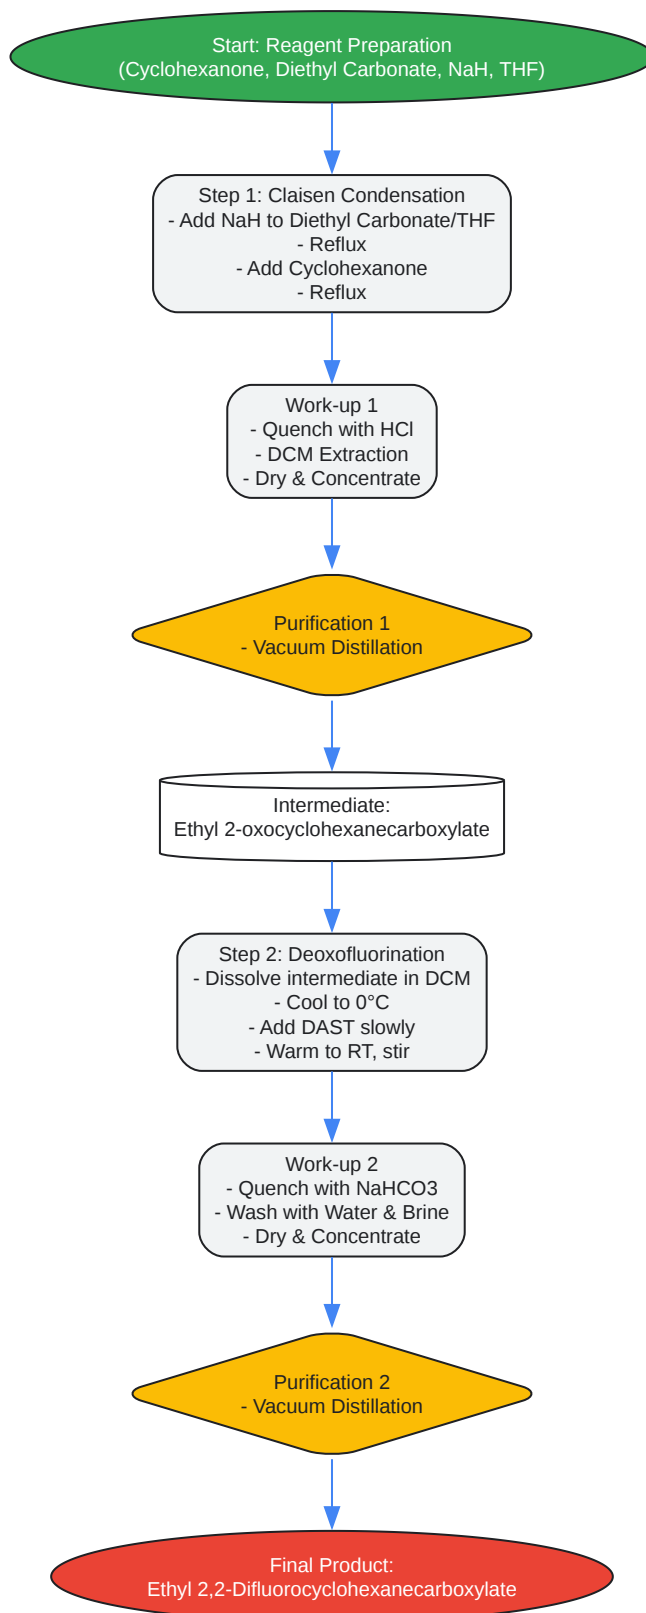 Start: Reagent Preparation
(Cyclohexanone, Diethyl Carbonate, NaH, THF)
Step 1: Claisen Condensation
- Add NaH to Diethyl Carbonate/THF
- Reflux
- Add Cyclohexanone
- Reflux
Work-up 1
- Quench with HCl
- DCM Extraction
- Dry & Concentrate
Purification 1
- Vacuum Distillation
Intermediate:
Ethyl 2-oxocyclohexanecarboxylate
Step 2: Deoxofluorination
- Dissolve intermediate in DCM
- Cool to 0°C
- Add DAST slowly
- Warm to RT, stir
Work-up 2
- Quench with NaHCO3
- Wash with Water & Brine
- Dry & Concentrate
Purification 2
- Vacuum Distillation
Final Product:
Ethyl 2,2-Difluorocyclohexanecarboxylate